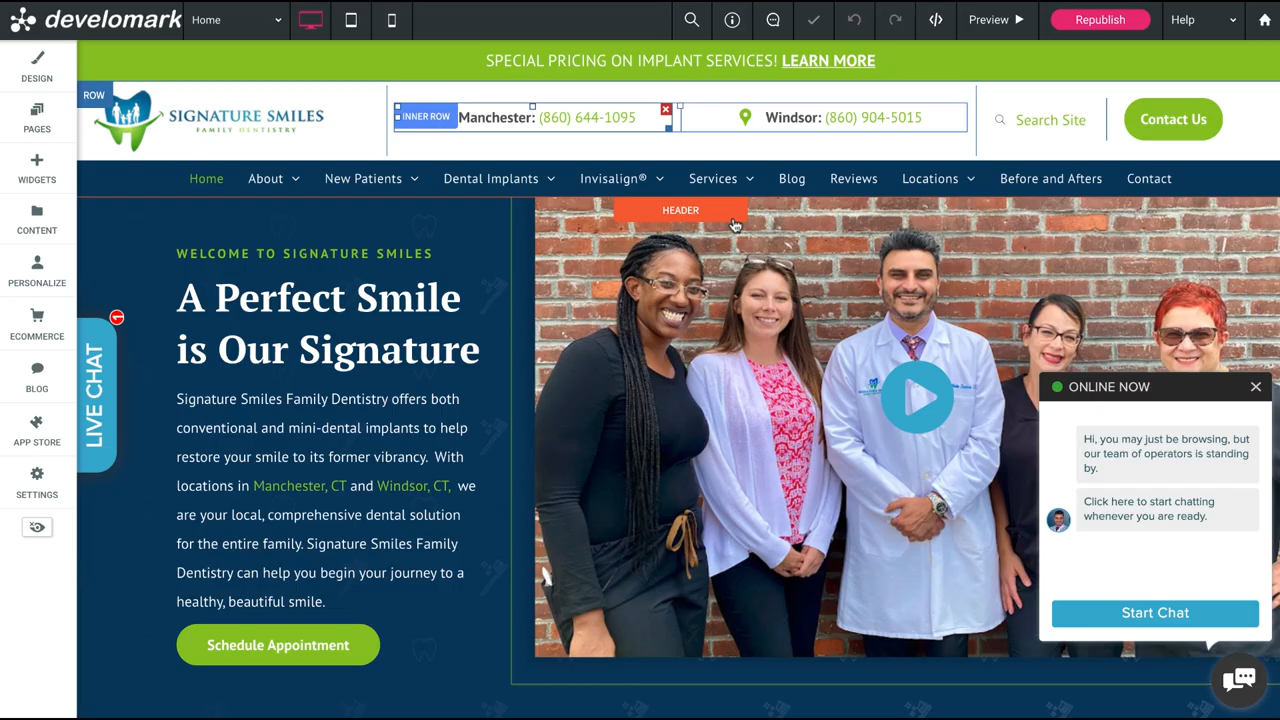 develomark
Home
Preview
Republish
Help
DESIGN
PAGES
WIDGETS
CONTENT
PERSONALIZE
ECOMMERCE
BLOG
APP STORE
SETTINGS
SPECIAL PRICING ON IMPLANT SERVICES! LEARN MORE
ROW
SIGNATURE SMILES
FAMILY DENTISTRY
INNER ROW
Manchester: (860) 644-1095
Windsor: (860) 904-5015
Search Site
Contact Us
Home About New Patients Dental Implants Invisalign® Services Blog Reviews Locations Before and Afters Contact
HEADER
WELCOME TO SIGNATURE SMILES
A Perfect Smile
is Our Signature
Signature Smiles Family Dentistry offers both
conventional and mini-dental implants to help
restore your smile to its former vibrancy. With
locations in Manchester, CT and Windsor, CT, we
are your local, comprehensive dental solution
for the entire family. Signature Smiles Family
Dentistry can help you begin your journey to a
healthy, beautiful smile.
Schedule Appointment
LIVE CHAT
1
ONLINE NOW
Hi, you may just be browsing, but
our team of operators is standing
by.
Click here to start chatting
whenever you are ready.
Start Chat